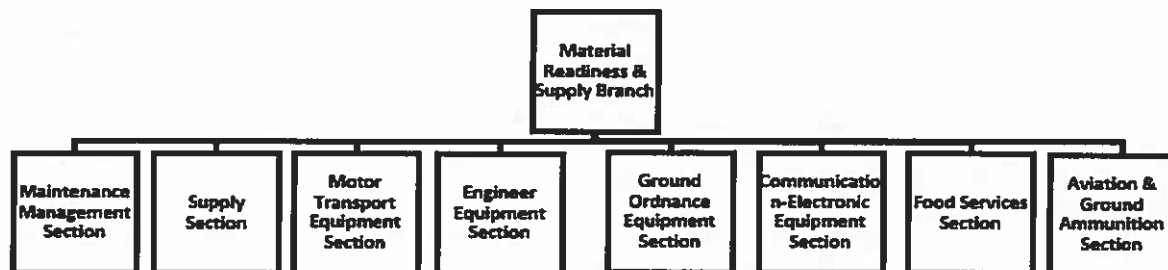 Material
Readiness &
Supply Branch
Maintenance
Management
Section
Supply
Section
Motor
Transport
Equipment
Section
Engineer
Equipment
Section
Ground
Ordnance
Equipment
Section
Communicatio
n-Electronic
Equipment
Section
Food Services
Section
Aviation &
Ground
Ammunition
Section